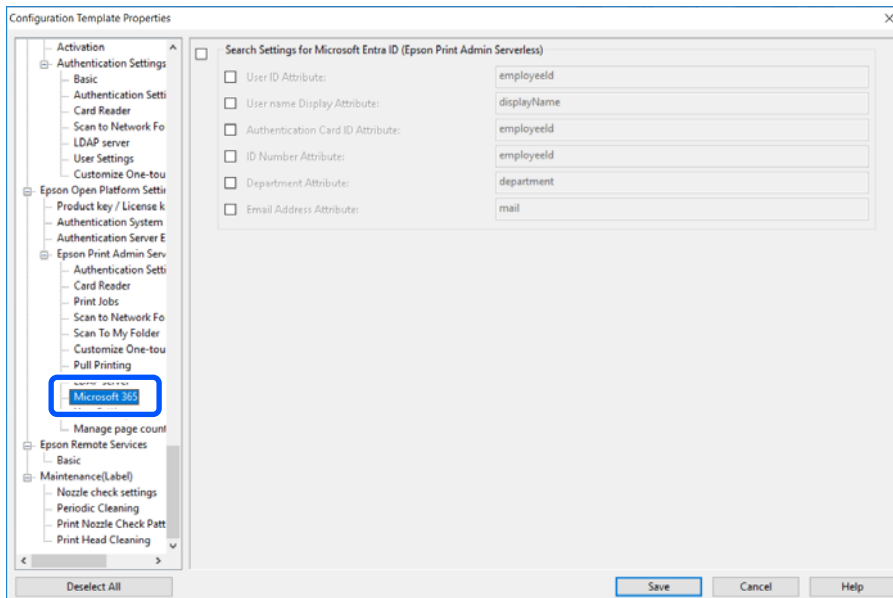 Configuration Template Properties
Activation
Authentication Settings
Basic
Authentication Setti
Card Reader
Scan to Network Fo
LDAP server
User Settings
Customize One-tou
Epson Open Platform Settin
Product key / License k
Authentication System
Authentication Server E
Epson Print Admin Serv
Authentication Setti
Card Reader
Print Jobs
Scan to Network Fo
Scan To My Folder
Customize One-tou
Pull Printing
LDAP server
Microsoft 365
Manage page count
Epson Remote Services
Basic
Maintenance(Label)
Nozzle check settings
Periodic Cleaning
Print Nozzle Check Patt
Print Head Cleaning
Search Settings for Microsoft Entra ID (Epson Print Admin Serverless)
User ID Attribute: employeeId
User name Display Attribute: displayName
Authentication Card ID Attribute: employeeId
ID Number Attribute: employeeId
Department Attribute: department
Email Address Attribute: mail
Deselect All
Save Cancel Help